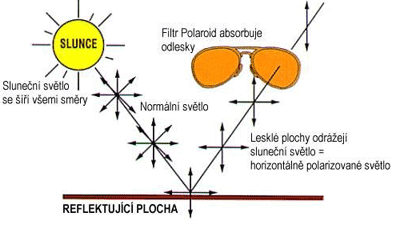 SLUNCE
Filtr Polaroid absorbuje
odlesky
Sluneční světlo
se šíří všemi směry
Normální světlo
Lesklé plochy odrážejí
sluneční světlo =
horizontálně polarizované světlo
REFLEKTUJÍCÍ PLOCHA